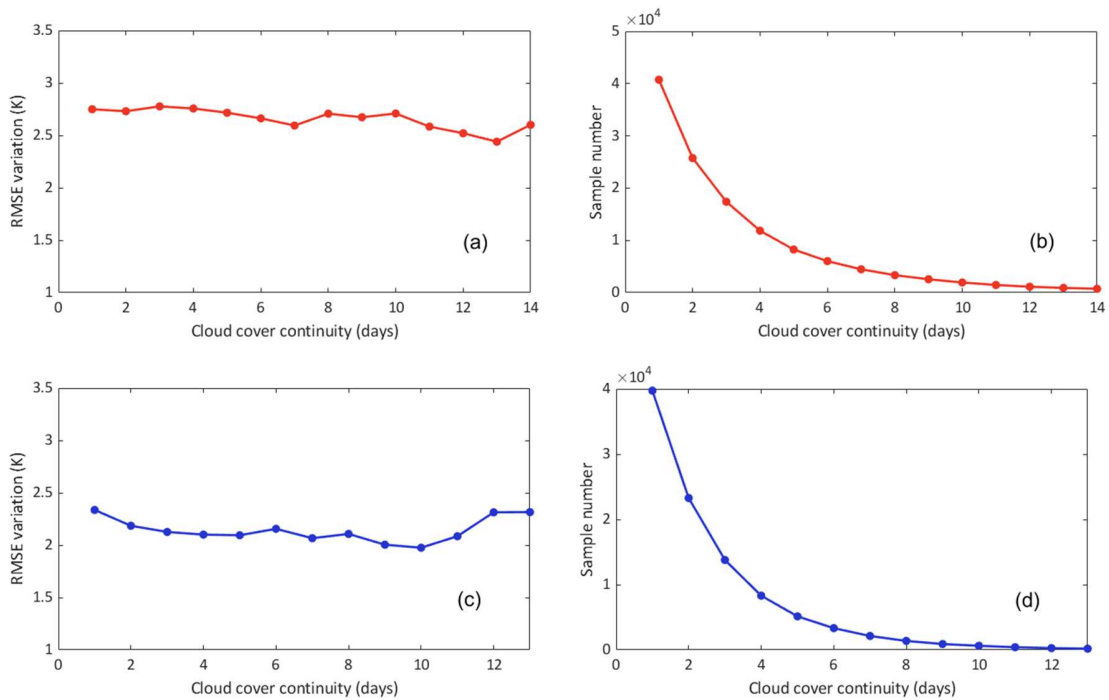 3.5
3
2.5
2
1.5
1
RMSE variation (K)
(a)
0 2 4 6 8 10 12 14
Cloud cover continuity (days)
×10⁴
5
4
3
2
1
0
Sample number
(b)
0 2 4 6 8 10 12 14
Cloud cover continuity (days)
3.5
3
2.5
2
1.5
1
RMSE variation (K)
(c)
0 2 4 6 8 10 12
Cloud cover continuity (days)
×10⁴
4
3
2
1
0
Sample number
(d)
0 2 4 6 8 10 12
Cloud cover continuity (days)